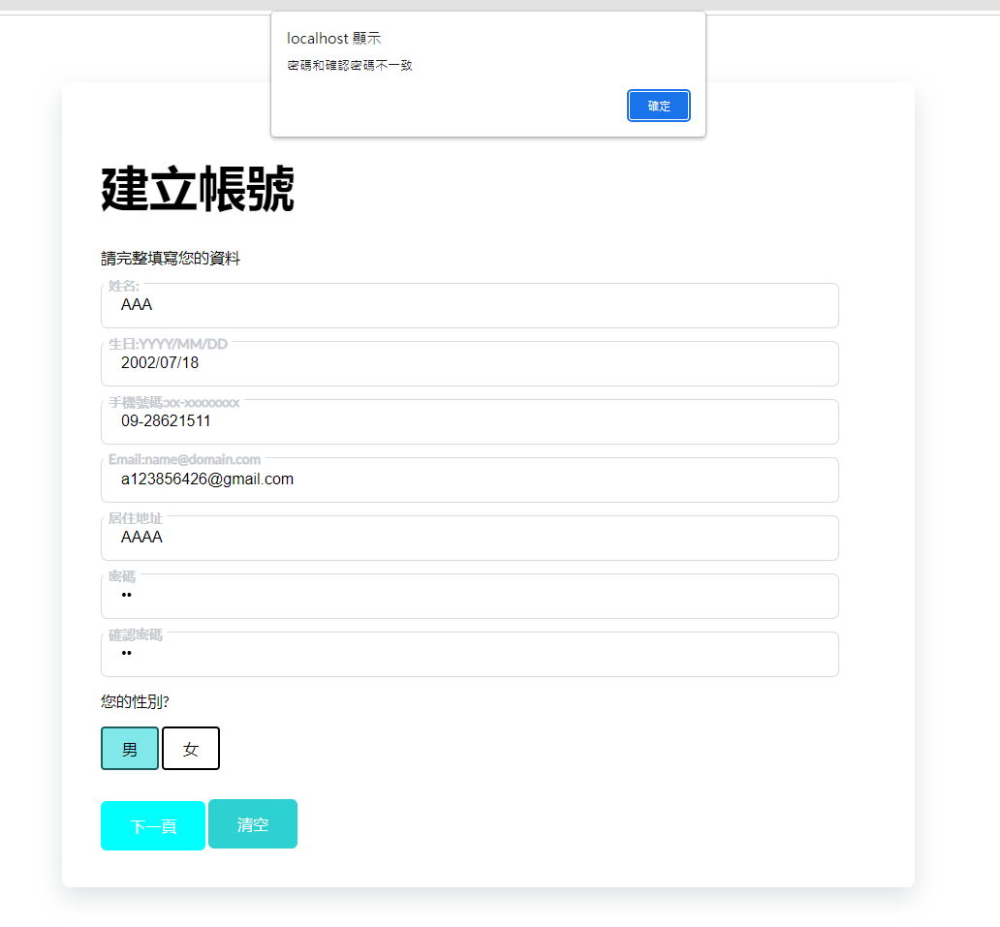 localhost 顯示
密碼和確認密碼不一致
確定
建立帳號
請完整填寫您的資料
姓名:
AAA
生日:YYYY/MM/DD
2002/07/18
手機號碼:xx-xxxxxxxx
09-28621511
Email:name@domain.com
a123856426@gmail.com
居住地址
AAAA
密碼
••
確認密碼
••
您的性別?
男 女
下一頁 清空